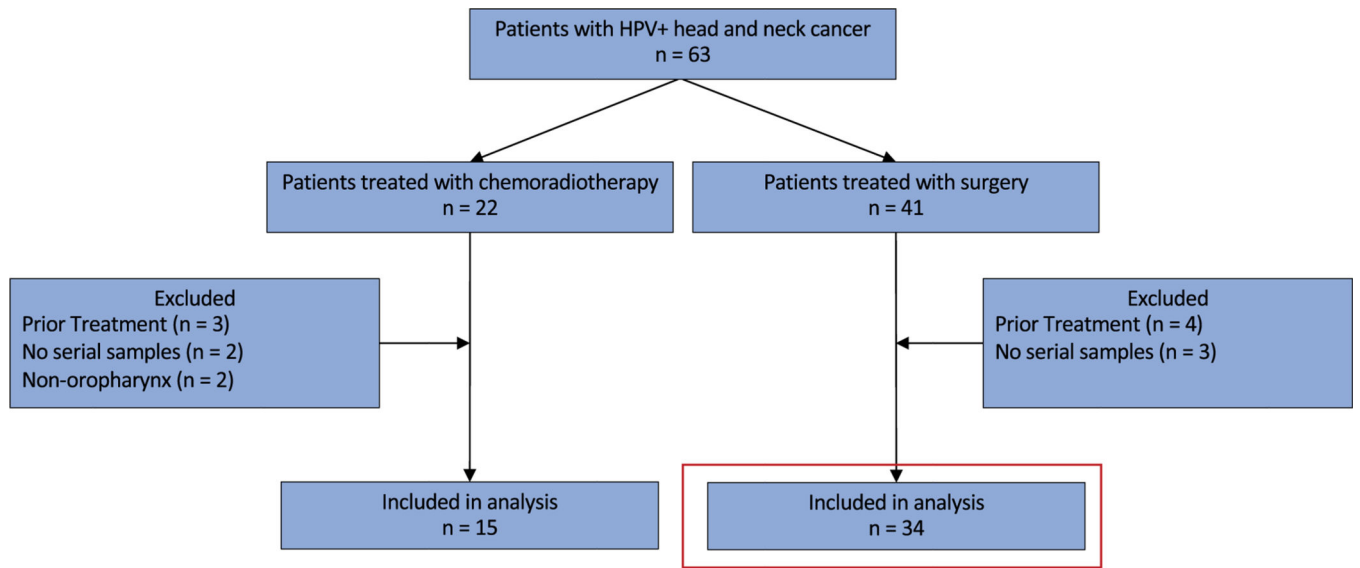 Patients with HPV+ head and neck cancer
n = 63
Patients treated with chemoradiotherapy
n = 22
Patients treated with surgery
n = 41
Excluded
Prior Treatment (n = 3)
No serial samples (n = 2)
Non-oropharynx (n = 2)
Excluded
Prior Treatment (n = 4)
No serial samples (n = 3)
Included in analysis
n = 15
Included in analysis
n = 34